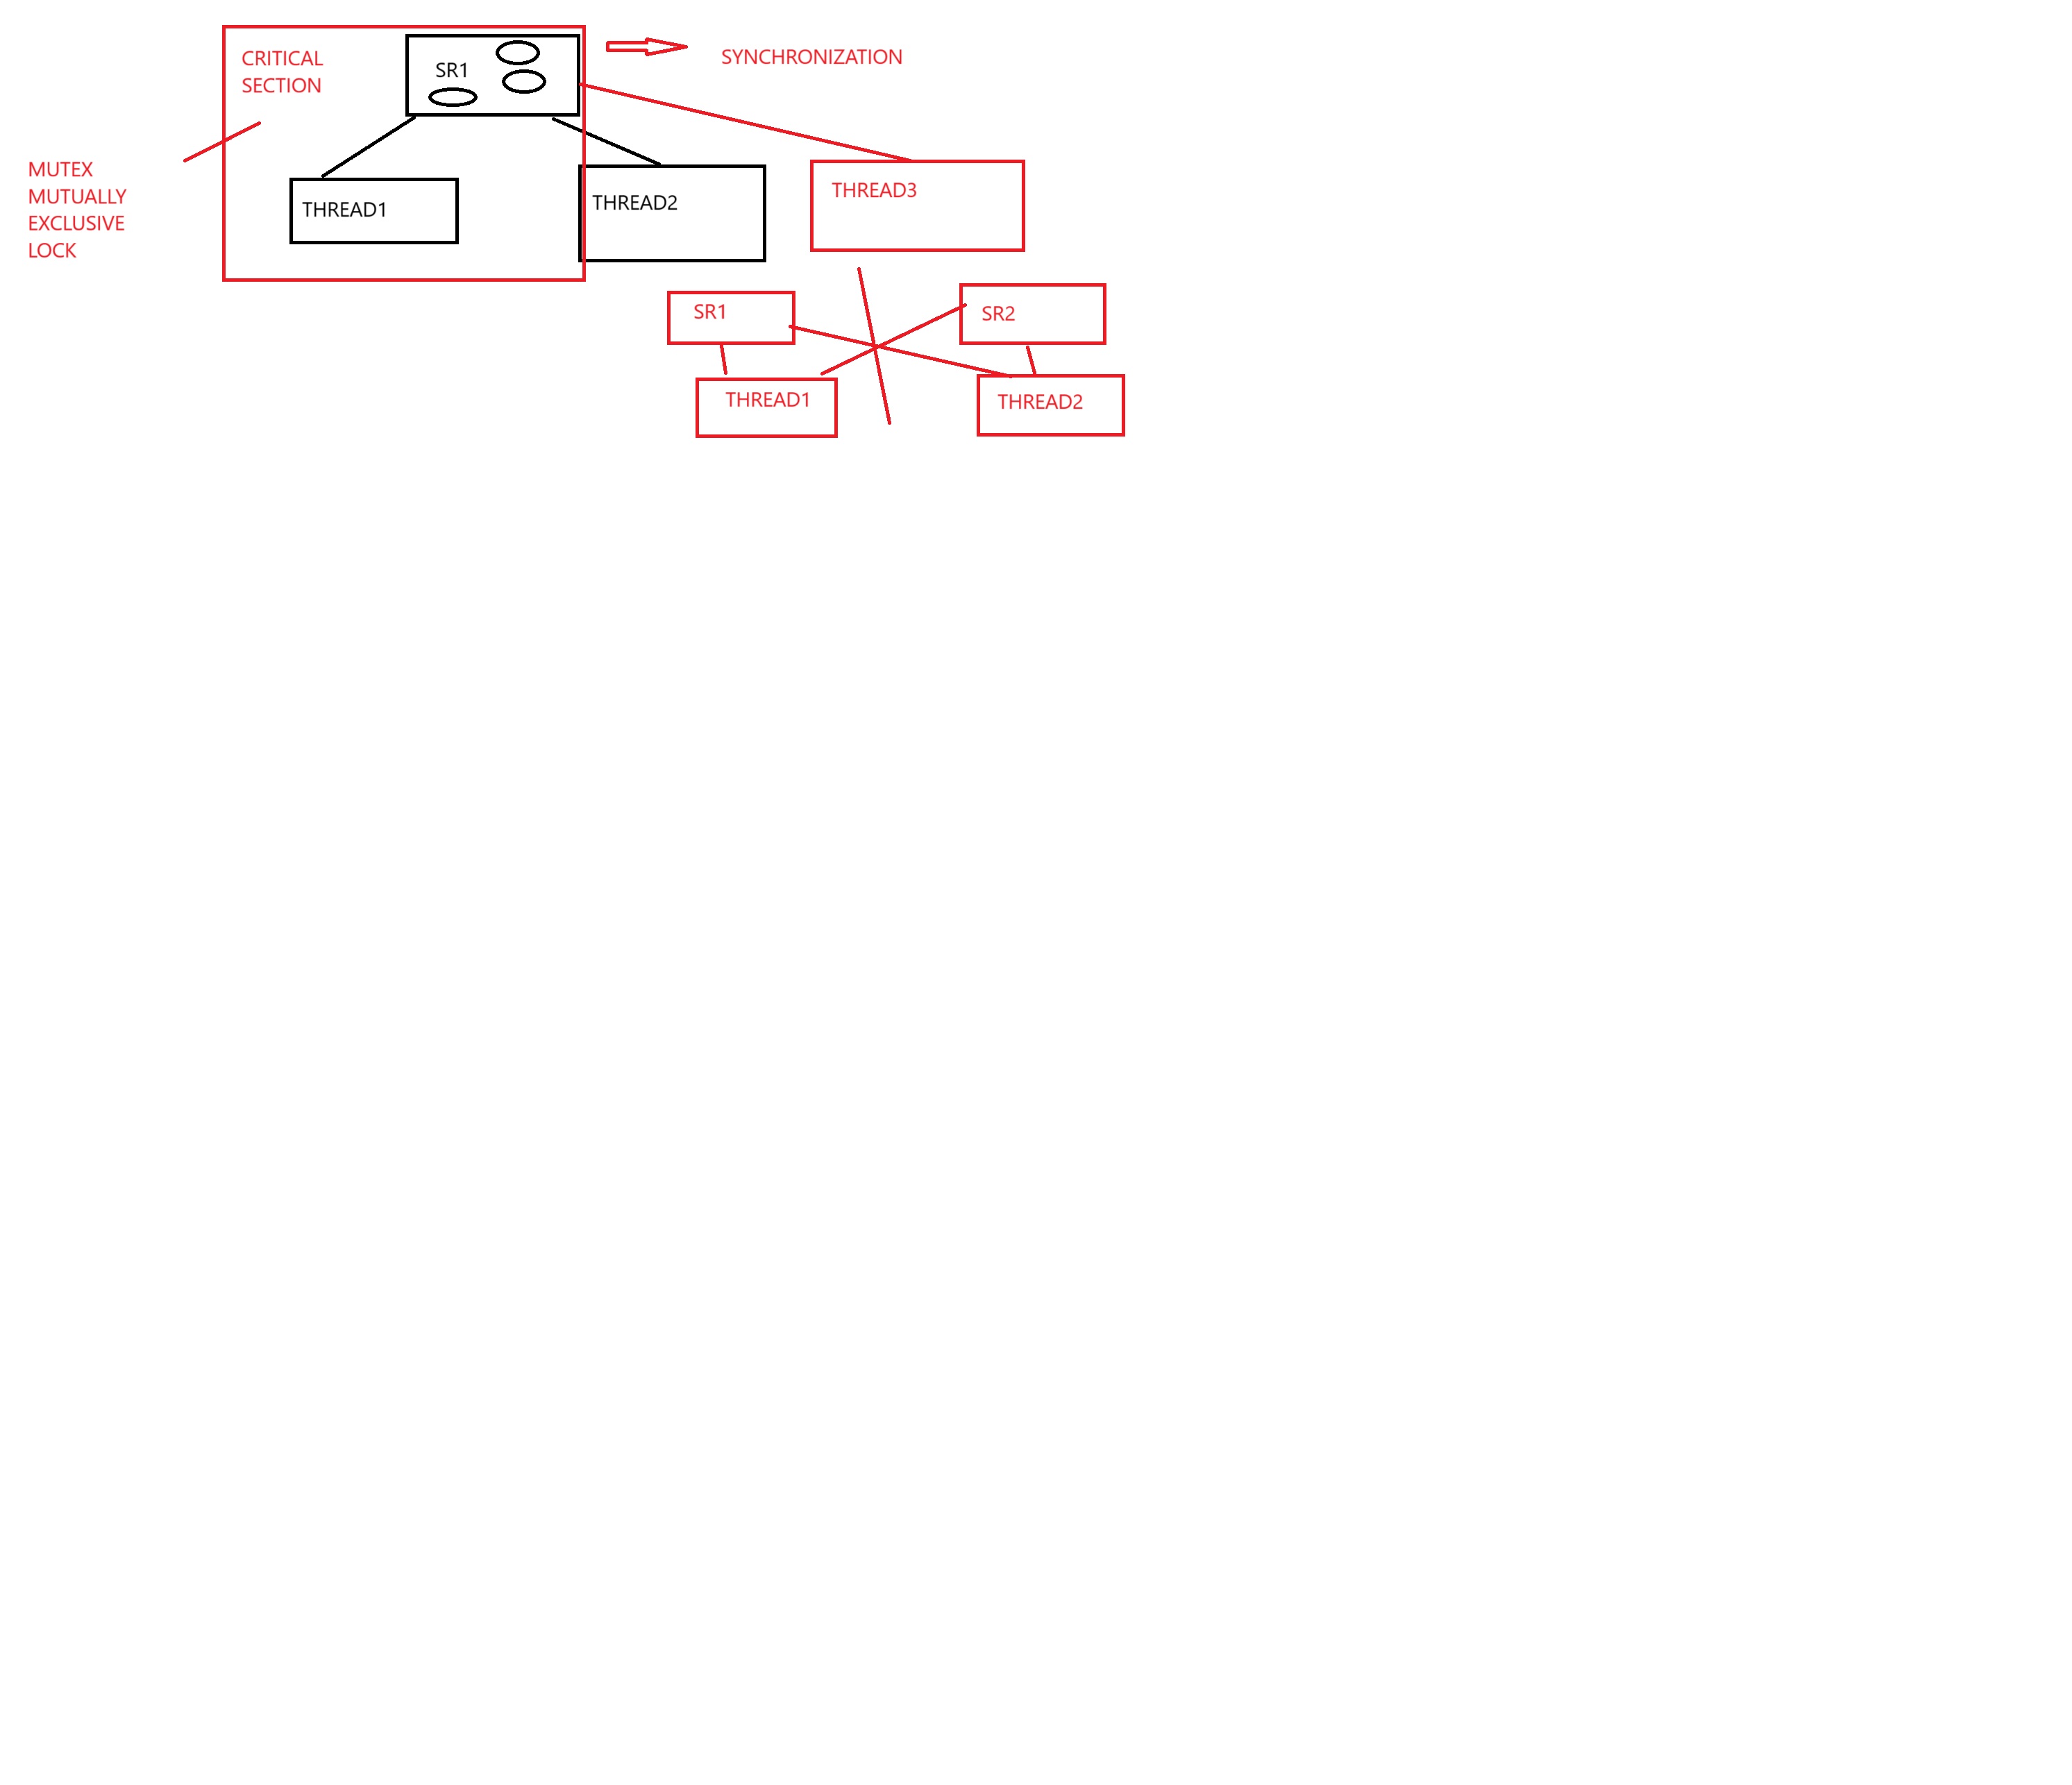 CRITICAL
SECTION
SR1
SYNCHRONIZATION
MUTEX
MUTUALLY
EXCLUSIVE
LOCK
THREAD1
THREAD2
THREAD3
SR1
SR2
THREAD1
THREAD2